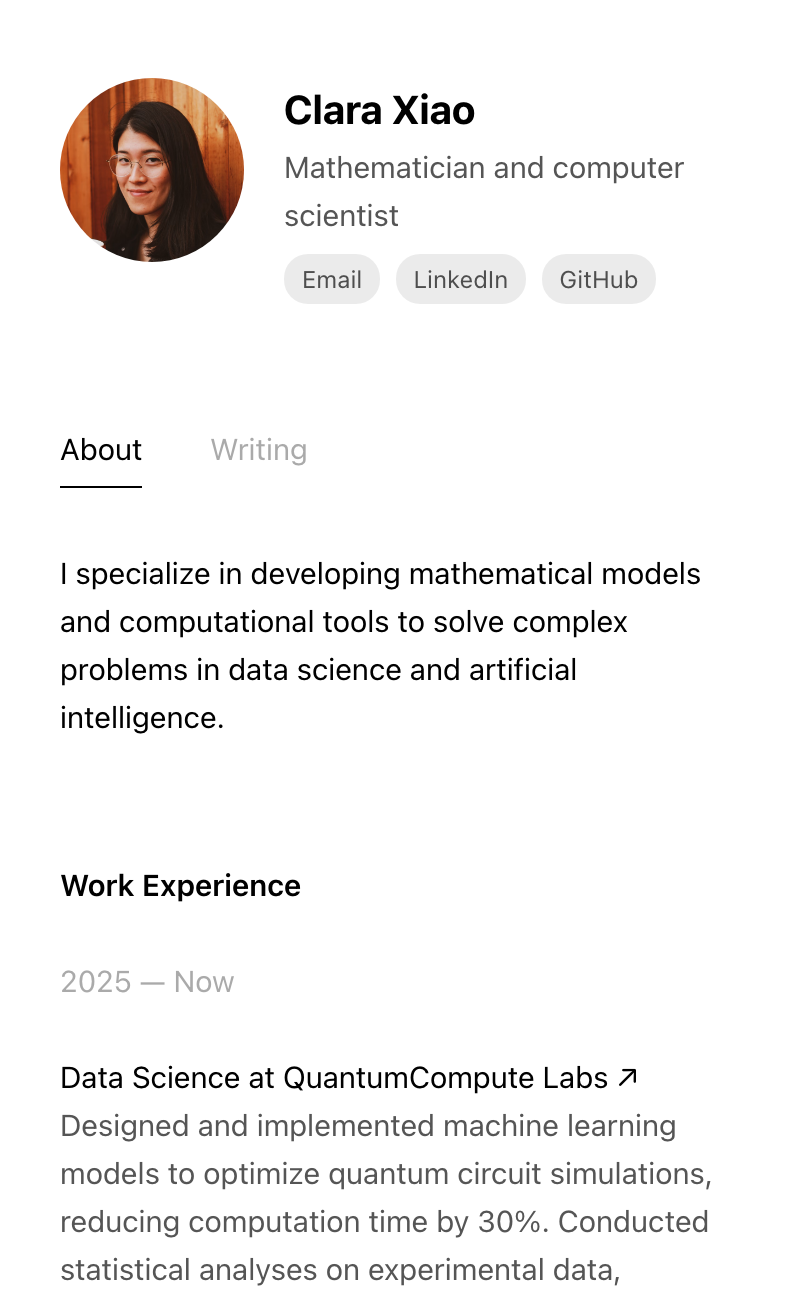 Clara Xiao
Mathematician and computer
scientist
Email LinkedIn GitHub
About Writing
I specialize in developing mathematical models
and computational tools to solve complex
problems in data science and artificial
intelligence.
Work Experience
2025 — Now
Data Science at QuantumCompute Labs ↗
Designed and implemented machine learning
models to optimize quantum circuit simulations,
reducing computation time by 30%. Conducted
statistical analyses on experimental data,